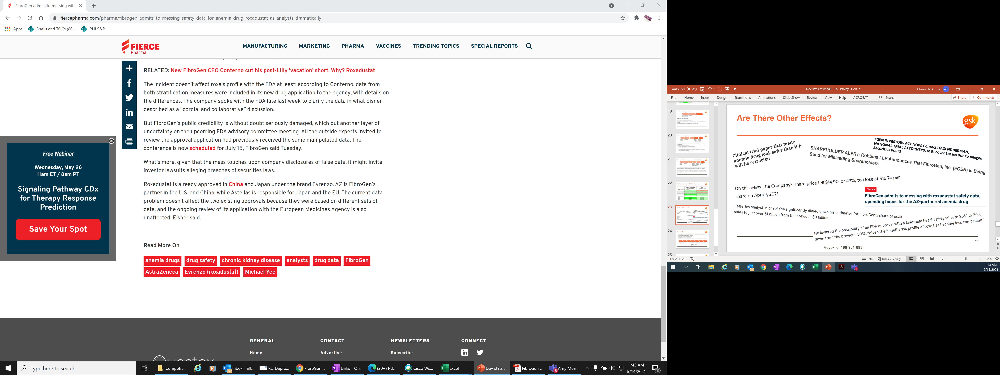 FibroGen admits to messing with
fiercepharma.com/pharma/fibrogen-admits-to-messing-safety-data-for-anemia-drug-roxadustat-as-analysts-dramatically
Apps
Shells and TOCs (80...
PHI S&P
FIERCE
Pharma
MANUFACTURING
MARKETING
PHARMA
VACCINES
TRENDING TOPICS
SPECIAL REPORTS
RELATED: New FibroGen CEO Conterno cut his post-Lilly 'vacation' short. Why? Roxadustat
The incident doesn’t affect roxa’s profile with the FDA at least; according to Conterno, data from
both stratification measures were included in its new drug application to the agency, with details on
the differences. The company spoke with the FDA late last week to clarify the data in what Eisner
described as a “cordial and collaborative” discussion.
But FibroGen’s public credibility is without doubt seriously damaged, which put another layer of
uncertainty on the upcoming FDA advisory committee meeting. All the outside experts invited to
review the approval application had previously received the same manipulated data. The
conference is now scheduled for July 15, FibroGen said Tuesday.
What’s more, given that the mess touches upon company disclosures of false data, it might invite
investor lawsuits alleging breaches of securities laws.
Roxadustat is already approved in China and Japan under the brand Evrenzo. AZ is FibroGen’s
partner in the U.S. and China, while Astellas is responsible for Japan and the EU. The current data
problem doesn’t affect the two existing approvals because they were based on different sets of
data, and the ongoing review of its application with the European Medicines Agency is also
unaffected, Eisner said.
Read More On
anemia drugs
drug safety
chronic kidney disease
analysts
drug data
FibroGen
AstraZeneca
Evrenzo (roxadustat)
Michael Yee
Free Webinar
Wednesday, May 26
11am ET / 8am PT
Signaling Pathway CDx
for Therapy Response
Prediction
Save Your Spot
GENERAL
CONTACT
NEWSLETTERS
CONNECT
Home
Advertise
Subscribe
Type here to search
Competiti...
Inbox - all...
RE: Dapro...
FibroGen ...
Links - On...
(20+) R&...
Cisco We...
Excel
Dev stats ...
FibroGen ...
Amy Mea...
1:43 AM
5/14/2021
8
AutoSave Off
Dev stats townhall - 18 19May21 AB
Allison Blackorby AB
File
Home
Insert
Design
Transitions
Animations
Slide Show
Review
View
Help
ACROBAT
Search
Share
Comments
19
20
21
22
23
24
25
Are There Other Effects?
gsk
Clinical trial paper that made
anemia drug look safer than it is
will be retracted
FGEN INVESTORS ACT NOW: Contact HAGENS BERMAN,
NATIONAL TRIAL ATTORNEYS, to Recover Losses Due to Alleged
Securities Fraud
SHAREHOLDER ALERT: Robbins LLP Announces That FibroGen, Inc. (FGEN) is Being
Sued for Misleading Shareholders
On this news, the Company’s share price fell $14.90, or 43%, to close at $19.74 per
share on April 7, 2021.
Pharma
FibroGen admits to messing with roxadustat safety data,
upending hopes for the AZ-partnered anemia drug
Jefferies analyst Michael Yee significantly dialed down his estimates for FibroGen’s share of peak
sales to just over $1 billion from the previous $3 billion.
He lowered the possibility of an FDA approval with a favorable heart safety label to 25% to 30%,
down from the previous 50%, “given the benefit/risk profile of roxa has become less compelling.”
23
Vevox id. 190-931-683
Slide 23 of 25
Notes
Display Settings
105%
1:43 AM
5/14/2021